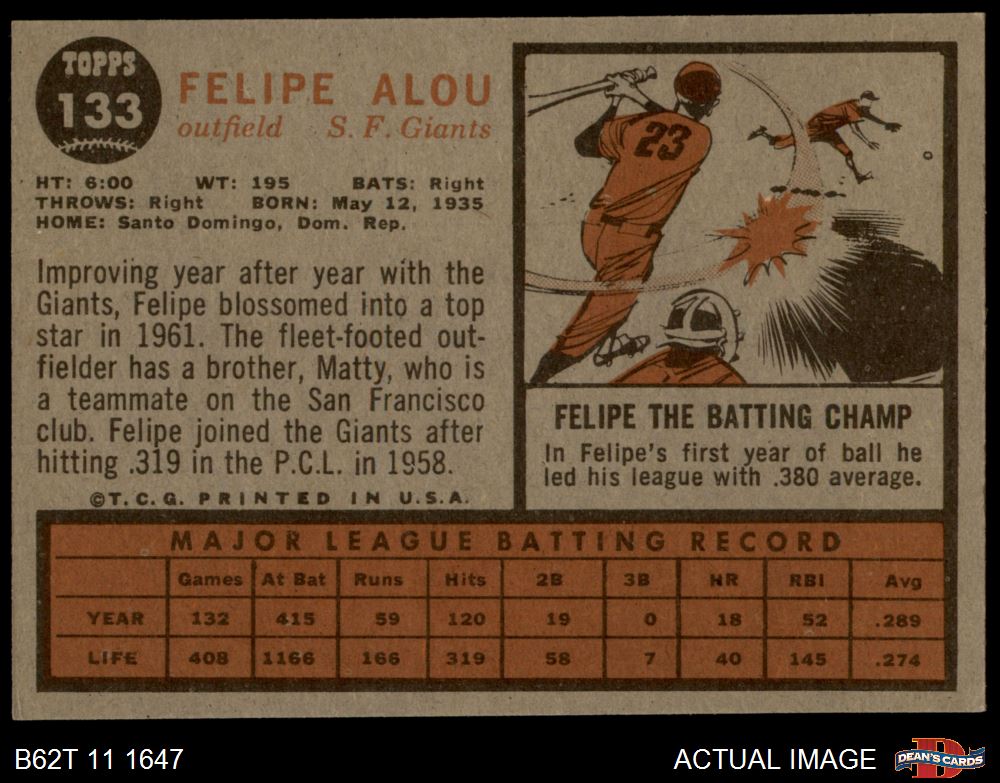 TOPPS
133
FELIPE ALOU
outfield S. F. Giants
HT: 6:00 WT: 195 BATS: Right
THROWS: Right BORN: May 12, 1935
HOME: Santo Domingo, Dom. Rep.
Improving year after year with the
Giants, Felipe blossomed into a top
star in 1961. The fleet-footed out-
fielder has a brother, Matty, who is
a teammate on the San Francisco
club. Felipe joined the Giants after
hitting .319 in the P.C.L. in 1958.
©T.C.G. PRINTED IN U.S.A.
23
FELIPE THE BATTING CHAMP
In Felipe's first year of ball he
led his league with .380 average.
MAJOR LEAGUE BATTING RECORD
Games At Bat Runs Hits 2B 3B HR RBI Avg
YEAR 132 415 59 120 19 0 18 52 .289
LIFE 408 1166 166 319 58 7 40 145 .274
B62T 11 1647
ACTUAL IMAGE
D
DEAN'S CARDS